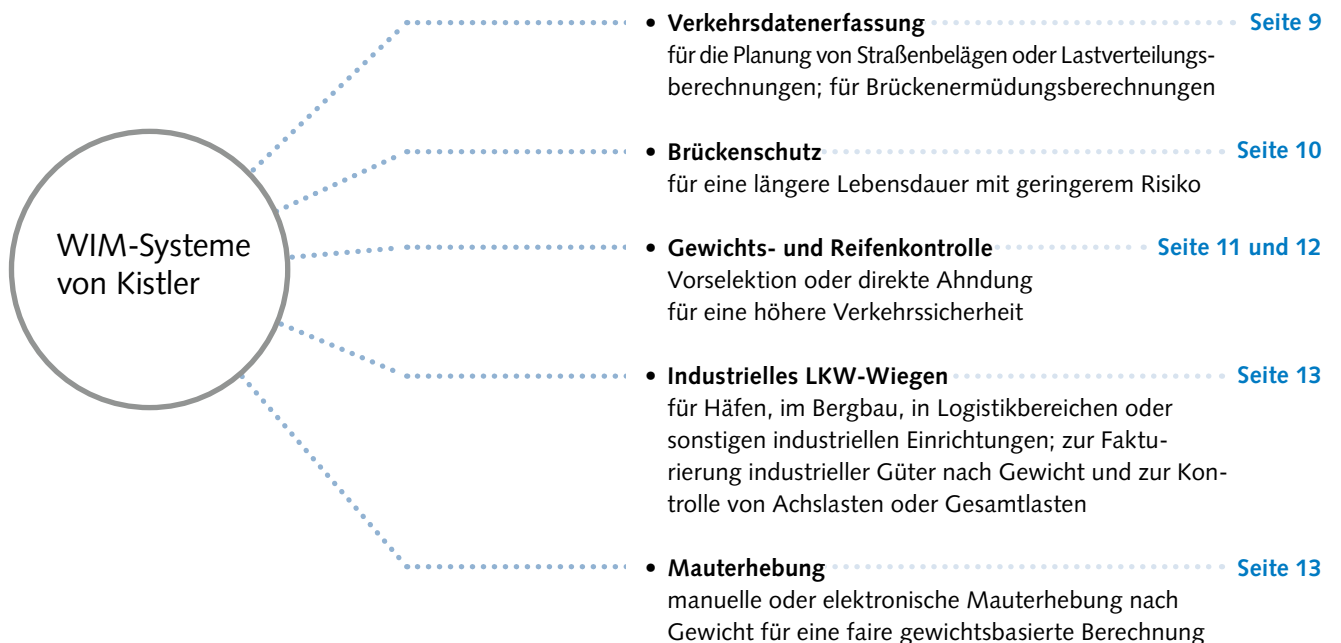 WIM-Systeme
von Kistler
• Verkehrsdatenerfassung Seite 9
für die Planung von Straßenbelägen oder Lastverteilungs-
berechnungen; für Brückenermüdungsberechnungen
• Brückenschutz Seite 10
für eine längere Lebensdauer mit geringerem Risiko
• Gewichts- und Reifenkontrolle Seite 11 und 12
Vorselektion oder direkte Ahndung
für eine höhere Verkehrssicherheit
• Industrielles LKW-Wiegen Seite 13
für Häfen, im Bergbau, in Logistikbereichen oder
sonstigen industriellen Einrichtungen; zur Faktu-
rierung industrieller Güter nach Gewicht und zur Kon-
trolle von Achslasten oder Gesamtlasten
• Mauterhebung Seite 13
manuelle oder elektronische Mauterhebung nach
Gewicht für eine faire gewichtsbasierte Berechnung